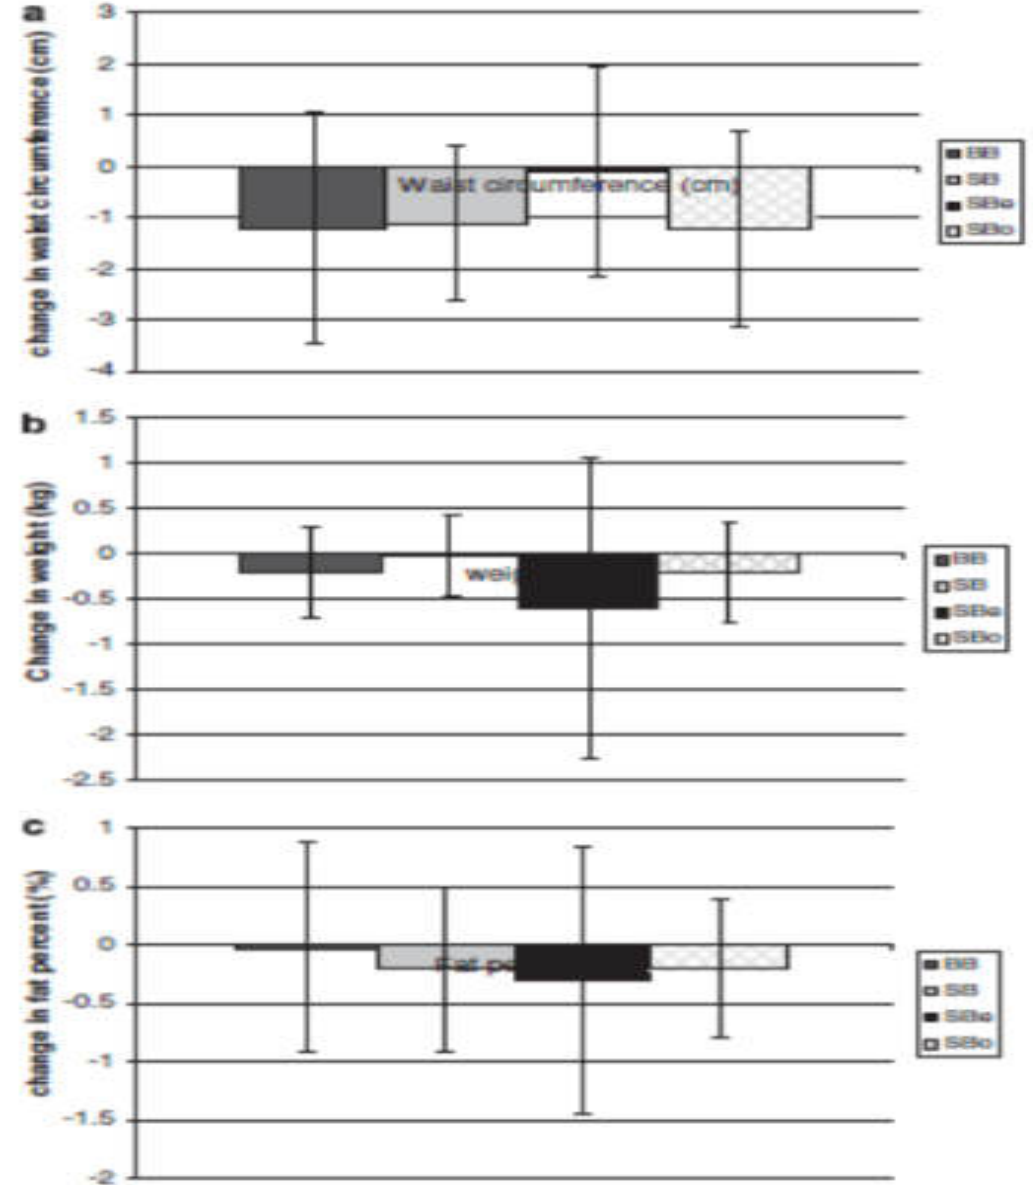 a
change in waist circumference (cm)
3
2
1
0
-1
-2
-3
-4
Waist circumference (cm)
BB
SB
SBe
SBo
b
Change in weight (kg)
1.5
1
0.5
0
-0.5
-1
-1.5
-2
-2.5
weig
BB
SB
SBe
SBo
c
change in fat percent (%)
1
0.5
0
-0.5
-1
-1.5
-2
Fat pe
BB
SB
SBe
SBo